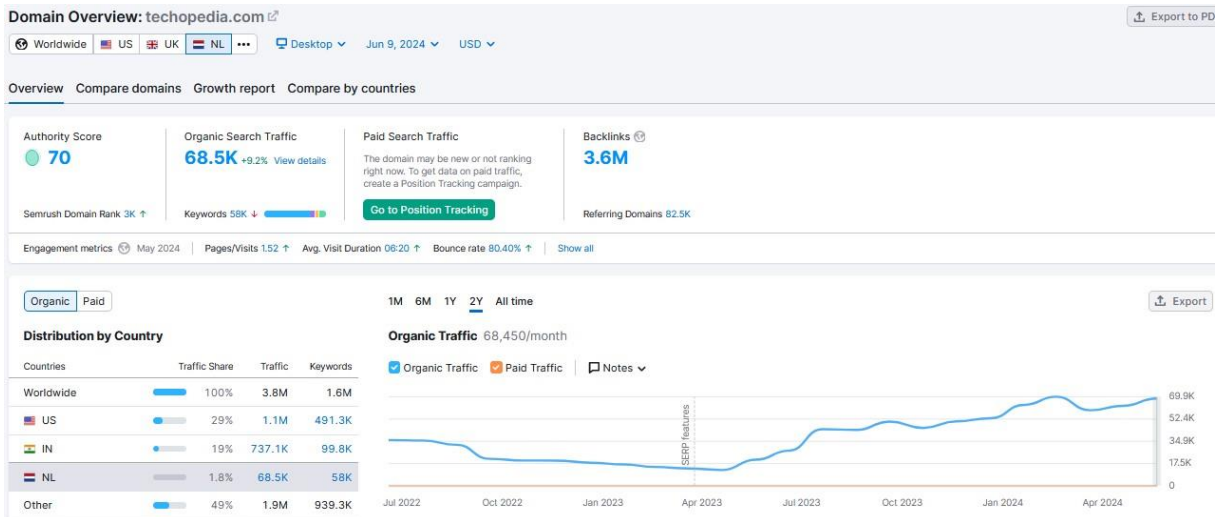 Domain Overview: techopedia.com
Export to PD
Worldwide US UK NL ••• Desktop Jun 9, 2024 USD
Overview Compare domains Growth report Compare by countries
Authority Score Organic Search Traffic Paid Search Traffic Backlinks
70 68.5K +9.2% View details The domain may be new or not ranking right now. To get data on paid traffic, create a Position Tracking campaign. 3.6M
Semrush Domain Rank 3K ↑ Keywords 58K ↓ Go to Position Tracking Referring Domains 82.5K
Engagement metrics May 2024 Pages/Visits 1.52 ↑ Avg. Visit Duration 06:20 ↑ Bounce rate 80.40% ↑ Show all
Organic Paid
Distribution by Country
Countries Traffic Share Traffic Keywords
Worldwide 100% 3.8M 1.6M
US 29% 1.1M 491.3K
IN 19% 737.1K 99.8K
NL 1.8% 68.5K 58K
Other 49% 1.9M 939.3K
1M 6M 1Y 2Y All time
Export
Organic Traffic 68,450/month
Organic Traffic Paid Traffic Notes
SERP features
69.9K
52.4K
34.9K
17.5K
0
Jul 2022 Oct 2022 Jan 2023 Apr 2023 Jul 2023 Oct 2023 Jan 2024 Apr 2024